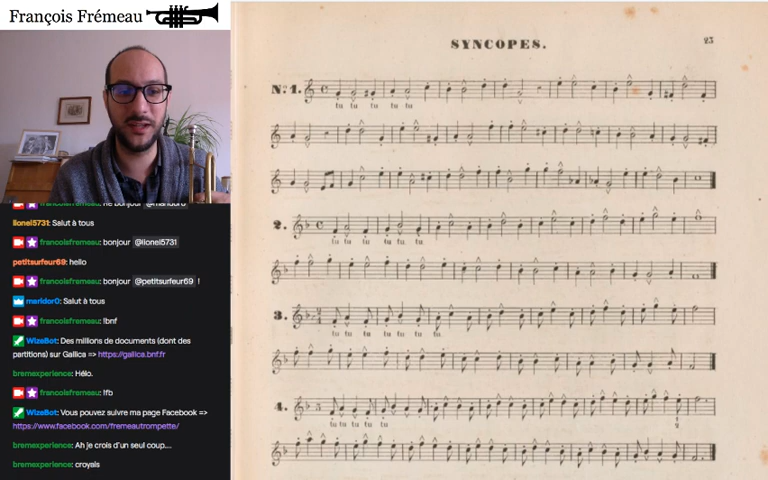 François Frémeau
lionel5731: Salut à tous
francoisfremeau: bonjour @lionel5731
petitsurfeur69: hello
francoisfremeau: bonjour @petitsurfeur69 !
maridor0: Salut à tous
francoisfremeau: !bnf
WizeBot: Des millions de documents (dont des
partitions) sur Gallica => https://gallica.bnf.fr
bremexperience: Hélo.
francoisfremeau: !fb
WizeBot: Vous pouvez suivre ma page Facebook =>
https://www.facebook.com/fremeautrompette/
bremexperience: Ah je crois d'un seul coup....
bremexperience: croyais
SYNCOPES.
23
N.º 1.
tu tu tu tu tu
2.
tu tu tu tu tu
3.
tu tu tu tu tu tu
4.
tu tu tu tu tu